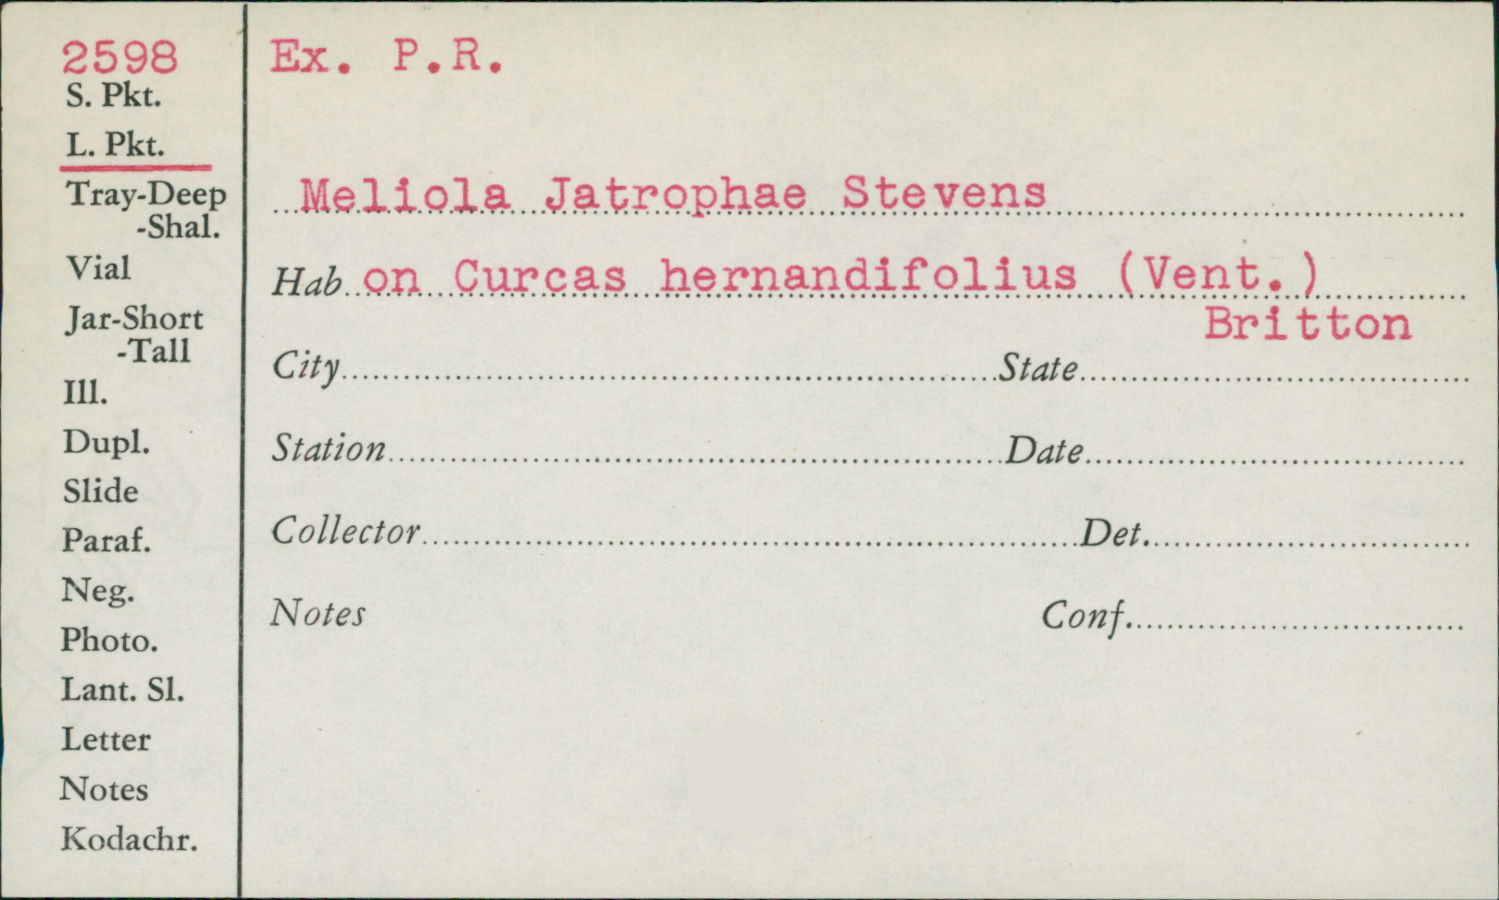 2598
S. Pkt.
L. Pkt.
Tray-Deep
-Shal.
Vial
Jar-Short
-Tall
Ill.
Dupl.
Slide
Paraf.
Neg.
Photo.
Lant. Sl.
Letter
Notes
Kodachr.
Ex. P.R.
Meliola Jatrophae Stevens
Hab on Curcas hernandifolius (Vent.)
Britton
City State
Station Date
Collector Det.
Notes Conf.